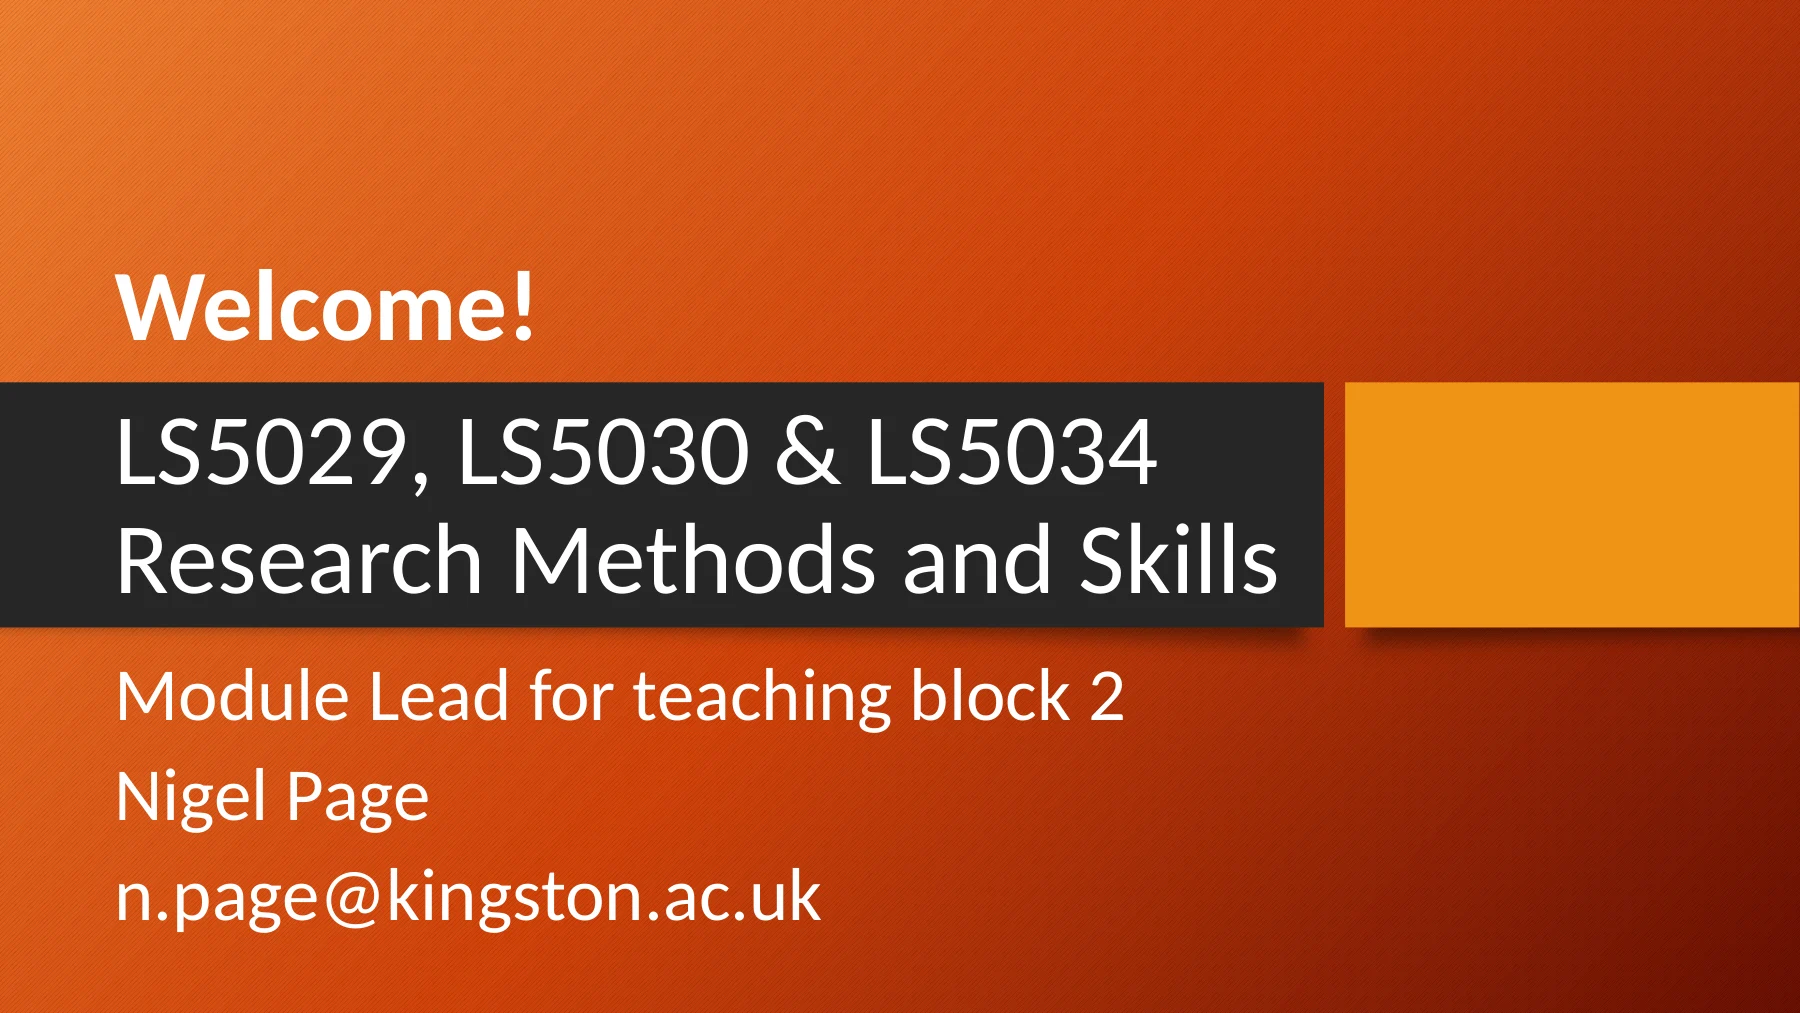 Welcome!
LS5029, LS5030 & LS5034
Research Methods and Skills
Module Lead for teaching block 2
Nigel Page
n.page@kingston.ac.uk